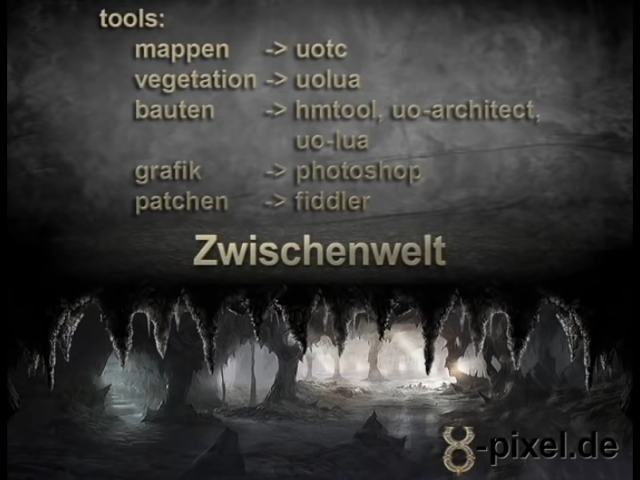 tools:
mappen -> uotc
vegetation -> uolua
bauten -> hmtool, uo-architect,
uo-lua
grafik -> photoshop
patchen -> fiddler
Zwischenwelt
8-pixel.de